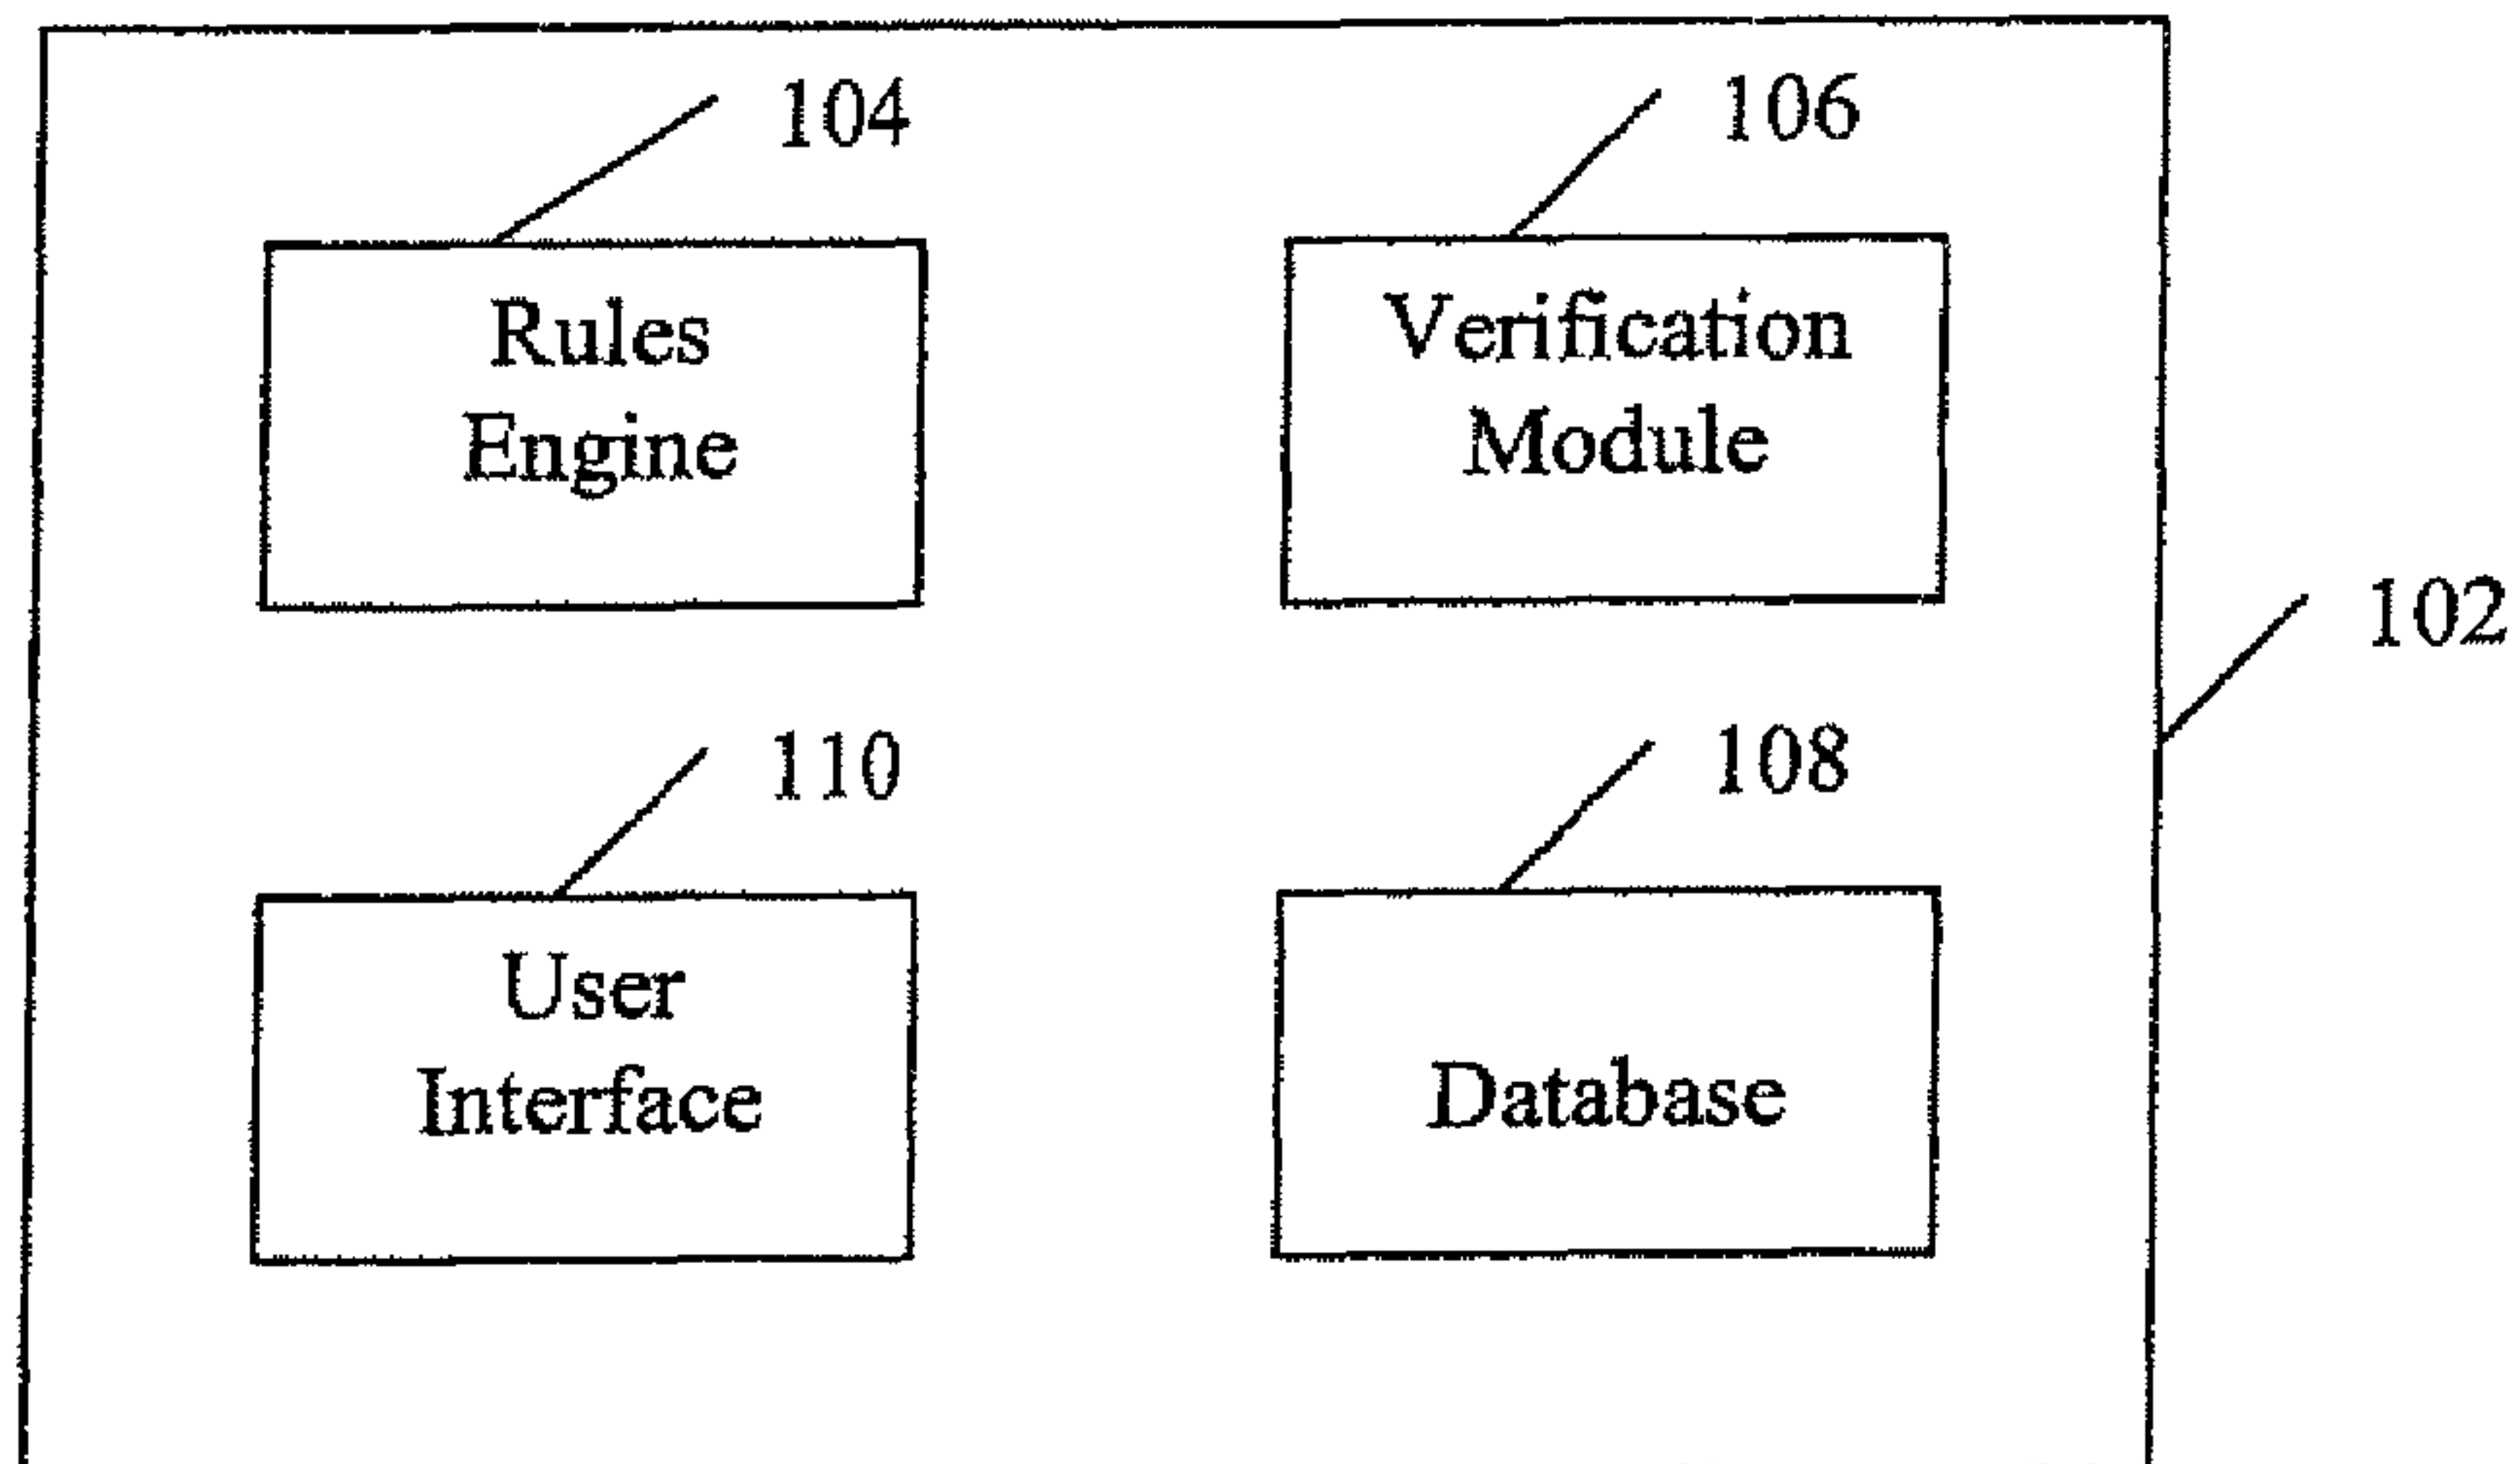 104
106
Rules
Engine
Verification
Module
102
110
108
User
Interface
Database